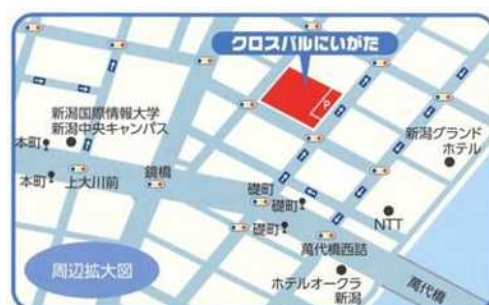 クロスパルにいがた
P
新潟国際情報大学
新潟中央キャンパス
本町
本町
上大川前
鏡橋
礎町
礎町
礎町
新潟グランド
ホテル
NTT
萬代橋西詰
ホテルオークラ
新潟
萬代橋
周辺拡大図